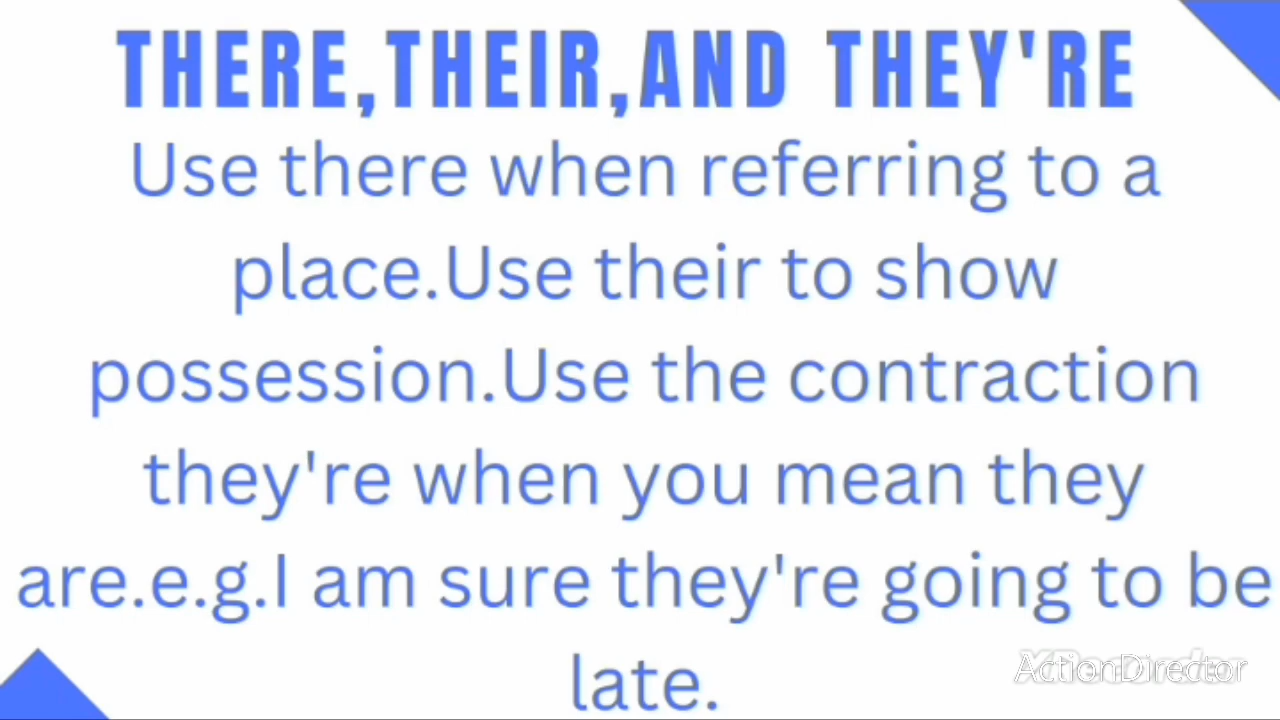 THERE,THEIR,AND THEY'RE
Use there when referring to a
place.Use their to show
possession.Use the contraction
they're when you mean they
are.e.g.I am sure they're going to be
late.
ActionDirector